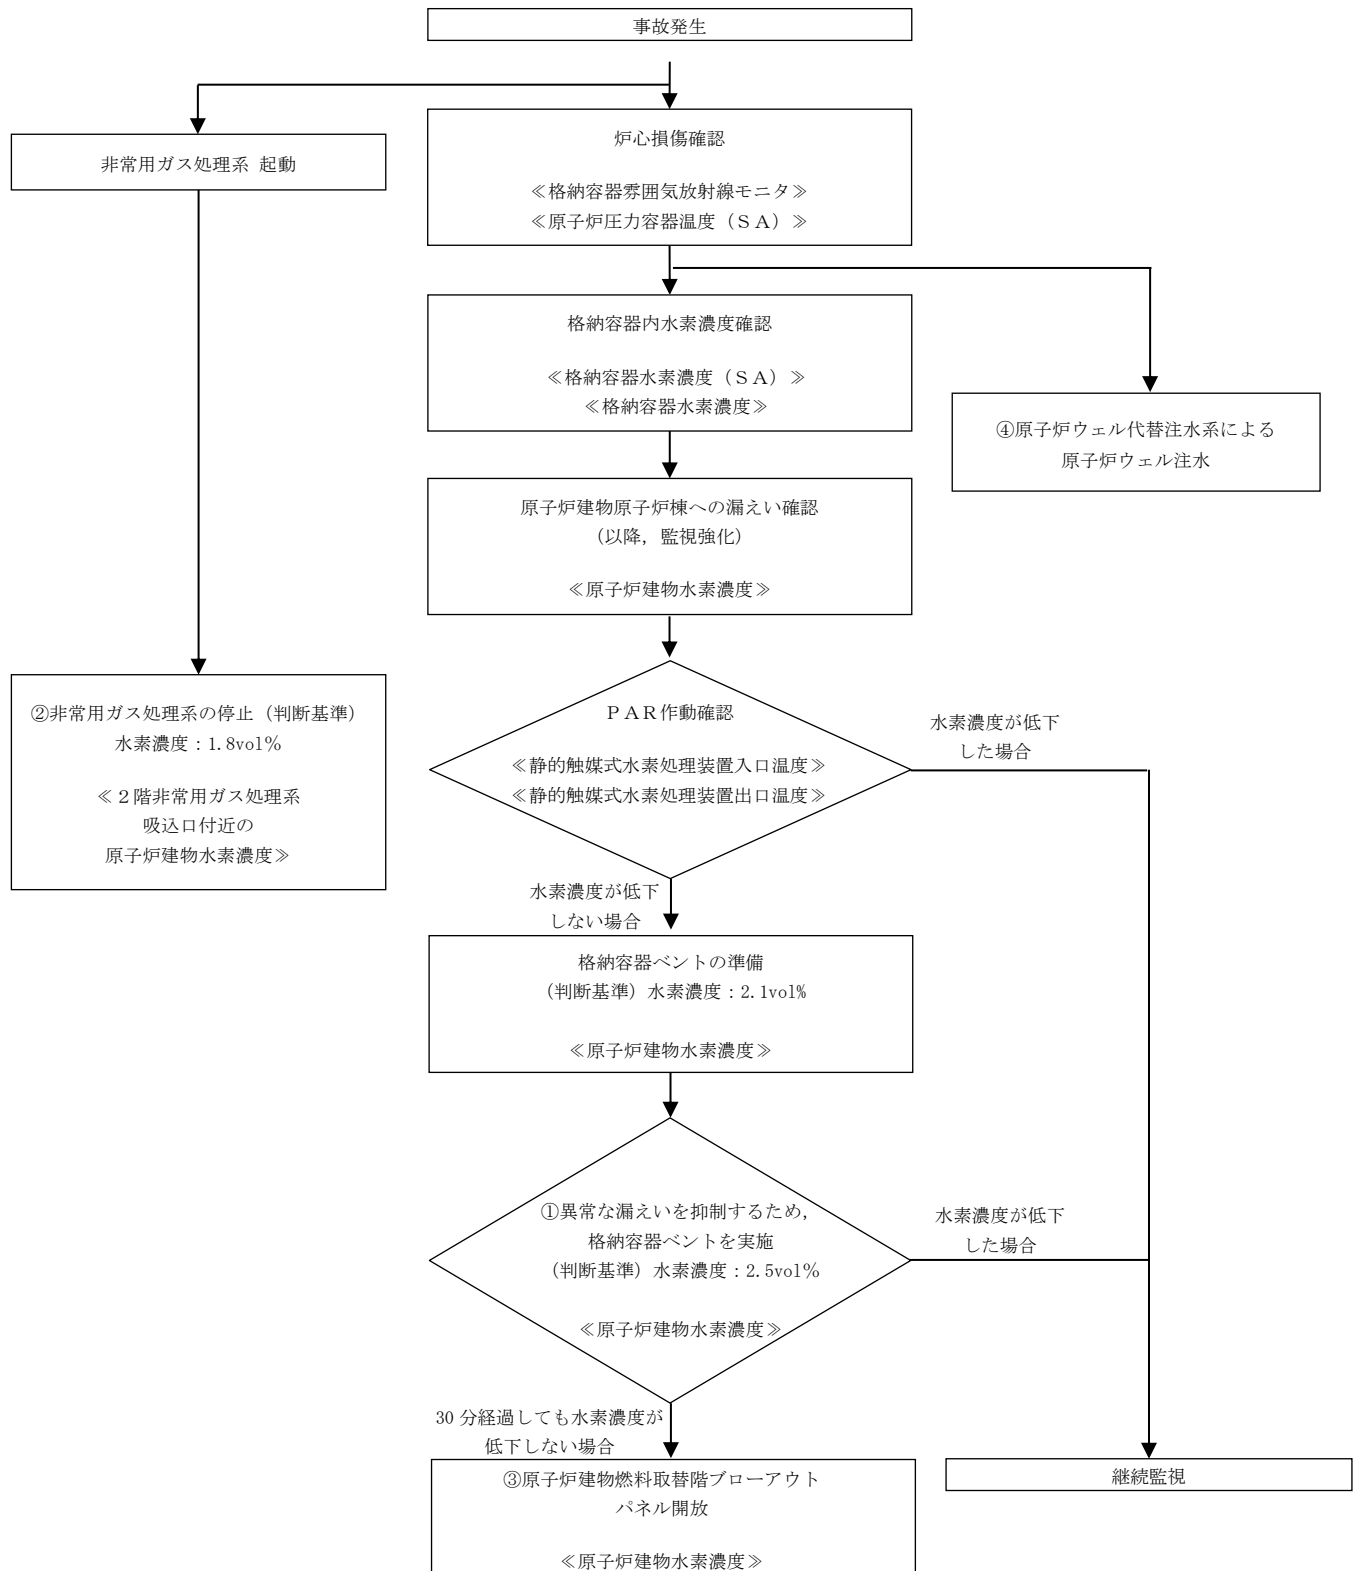 事故発生
非常用ガス処理系 起動
炉心損傷確認
≪格納容器雰囲気放射線モニタ≫
≪原子炉圧力容器温度（ＳＡ）≫
格納容器内水素濃度確認
≪格納容器水素濃度（ＳＡ）≫
≪格納容器水素濃度≫
④原子炉ウェル代替注水系による
原子炉ウェル注水
原子炉建物原子炉棟への漏えい確認
（以降，監視強化）
≪原子炉建物水素濃度≫
②非常用ガス処理系の停止（判断基準）
水素濃度：1.8vol％
≪２階非常用ガス処理系
吸込口付近の
原子炉建物水素濃度≫
ＰＡＲ作動確認
≪静的触媒式水素処理装置入口温度≫
≪静的触媒式水素処理装置出口温度≫
水素濃度が低下
した場合
水素濃度が低下
しない場合
格納容器ベントの準備
（判断基準）水素濃度：2.1vol%
≪原子炉建物水素濃度≫
①異常な漏えいを抑制するため，
格納容器ベントを実施
（判断基準）水素濃度：2.5vol％
≪原子炉建物水素濃度≫
水素濃度が低下
した場合
30 分経過しても水素濃度が
低下しない場合
③原子炉建物燃料取替階ブローアウト
パネル開放
≪原子炉建物水素濃度≫
継続監視